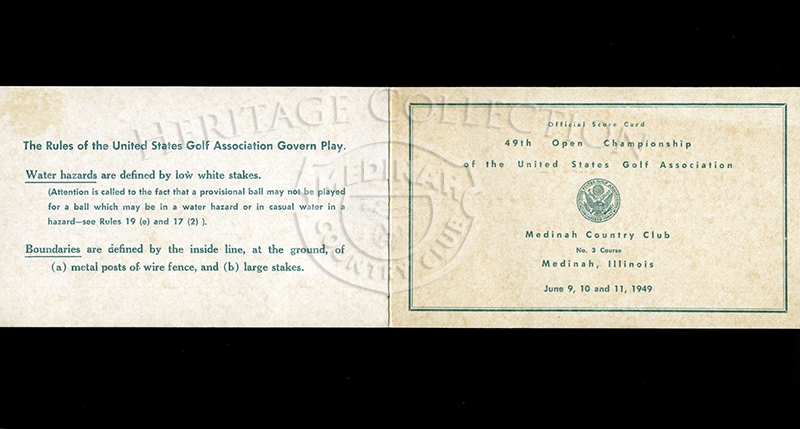 HERITAGE COLLECTION
MEDINAH
COUNTRY CLUB
The Rules of the United States Golf Association Govern Play.
Water hazards are defined by low white stakes.
(Attention is called to the fact that a provisional ball may not be played
for a ball which may be in a water hazard or in casual water in a
hazard—see Rules 19 (e) and 17 (2) ).
Boundaries are defined by the inside line, at the ground, of
(a) metal posts of wire fence, and (b) large stakes.
Official Score Card
49th Open Championship
of the United States Golf Association
Medinah Country Club
No. 3 Course
Medinah, Illinois
June 9, 10 and 11, 1949